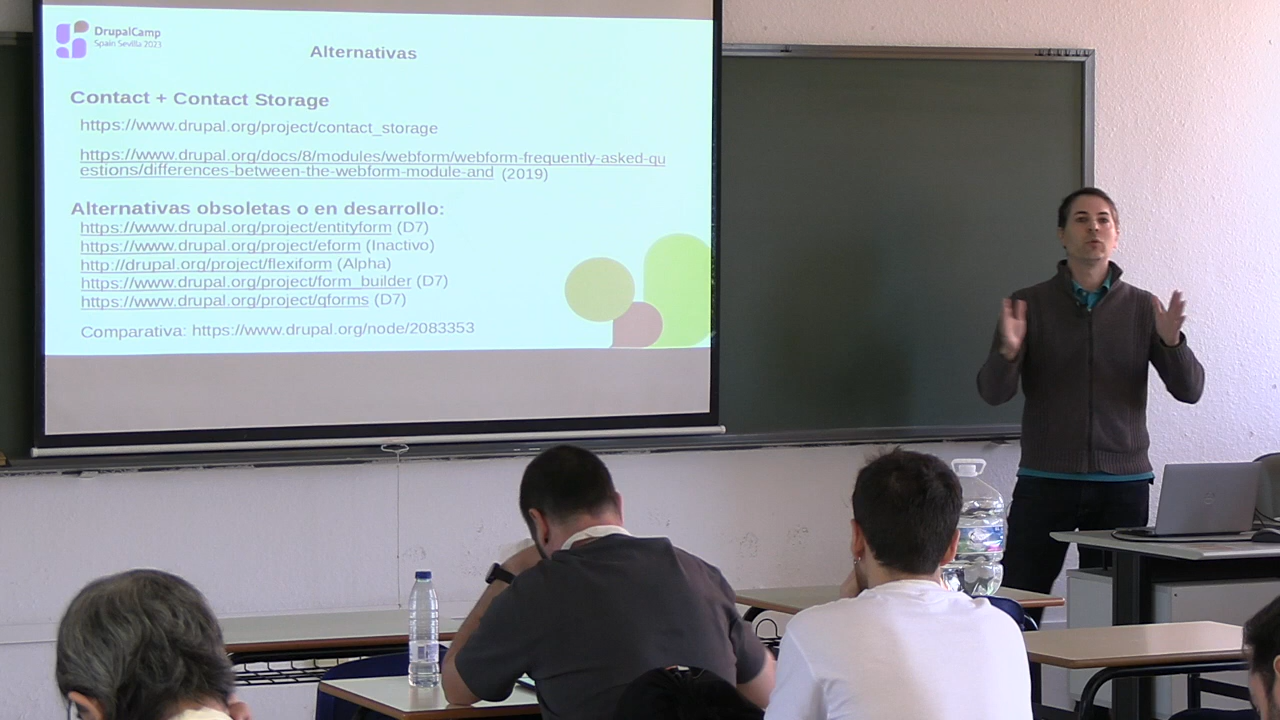 DrupalCamp
Spain Sevilla 2023
Alternativas
Contact + Contact Storage
https://www.drupal.org/project/contact_storage
https://www.drupal.org/docs/8/modules/webform/webform-frequently-asked-qu
estions/differences-between-the-webform-module-and (2019)
Alternativas obsoletas o en desarrollo:
https://www.drupal.org/project/entityform (D7)
https://www.drupal.org/project/eform (Inactivo)
http://drupal.org/project/flexiform (Alpha)
https://www.drupal.org/project/form_builder (D7)
https://www.drupal.org/project/qforms (D7)
Comparativa: https://www.drupal.org/node/2083353